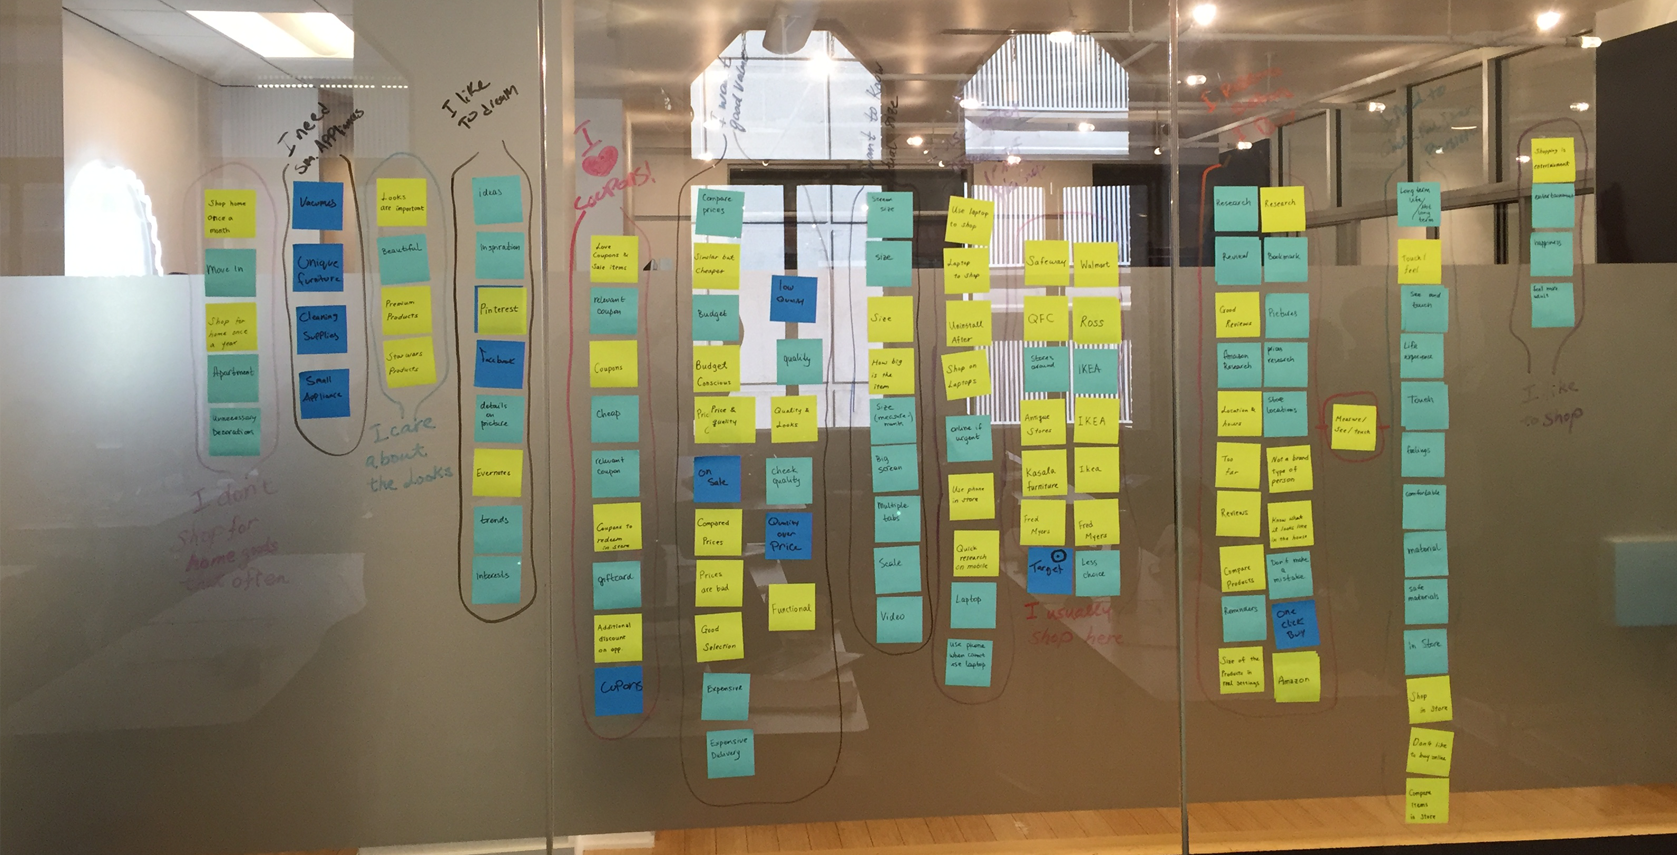 I don't
shop for
home goods
that often
Shop home
once a
month
Move In
Shop for
home once
a year
Apartment
Unnecessary
Decoration
I need
sm. Appliances
Vacuums
Unique
furniture
Cleaning
Supplies
Small
Appliance
Looks
are important
Beautiful
Premium
Products
Star wars
Products
I care
about
the Looks
I like
to dream
ideas
Inspiration
Pinterest
Facebook
details
on
picture
Evernotes
trends
Interests
I
coupons!
Love
Coupons &
Sale items
relevant
coupon
Coupons
Cheap
relevant
coupon
Coupons to
redeem in store
giftcard
Additional
discount
on app
Cupons
I want
good value
Compare
prices
Similar but
Cheaper
Budget
Budget
Conscious
Price &
quality
On
Sale
Compared
Prices
Prices
are bad
Good
Selection
Expensive
Expensive
Delivery
low
quality
quality
Quality &
Looks
Check
quality
Quality
over
Price
Functional
want to know
size
Screen
size
size
Size
How big
is the
item
Size
(measure)
Big
screen
Multiple
tabs
Scale
Video
Use laptop
to shop
Laptop
to shop
Uninstall
After
Shop on
Laptops
online if
urgent
Use phone
in store
Quick
research
on mobile
Laptop
Use phone
when cannot
use laptop
Safeway
QFC
Stores
around
Antique
Stores
Kasala
furniture
Fred
Myers
Target
Walmart
Ross
IKEA
IKEA
Ikea
Fred
Myers
Less
choice
I usually
shop here
Research
Review
Good
Reviews
Amazon
Research
Location &
Too
far
Reviews
Compare
Products
Reminders
Size of the
Products in
real settings
Research
Bookmark
Pictures
price
research
Store
locations
Not a brand
type of
person
Know what
it looks like
in the house
Don't make
a
mistake
One
Click
Buy
Amazon
Measure/
See/touch
Long term
Touch/
feel
see and
touch
Life
experience
Touch
feelings
comfortable
material
safe
materials
In Store
Shop
in Store
Don't like
to buy online
Compare
Items
in Store
Shopping is
entertainment
entertainment
happiness
I like
to shop